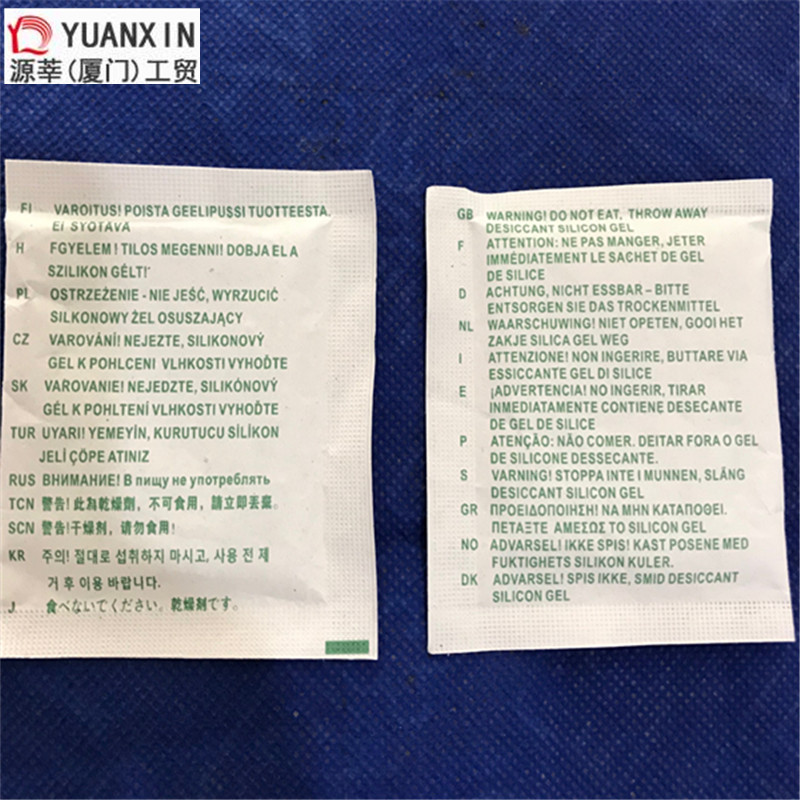 YUANXIN
源莘(厦门)工贸
FI VAROITUS! POISTA GEELIPUSSI TUOTTEESTA.
EI SYOTAVA
H FGYELEM! TILOS MEGENNI! DOBJA EL A
SZILIKON GÉLT!
PL OSTRZEŻENIE - NIE JEŚĆ, WYRZUCIĆ
SILKONOWY ŻEL OSUSZAJĄCY
CZ VAROVÁNÍ! NEJEZTE, SILIKONOVÝ
GEL K POHLCENI VLHKOSTI VYHOĎTE
SK VAROVANIE! NEJEDZTE, SILIKÓNOVÝ
GÉL K POHLTENÍ VLHKOSTI VYHOĎTE
TUR UYARI! YEMEYİN, KURUTUCU SİLİKON
JELİ ÇÖPE ATINIZ
RUS ВНИМАНИЕ! В пищу не употреблять
TCN 警告!此為乾燥劑，不可食用，請立即丟棄。
SCN 警告!干燥剂，请勿食用!
KR 주의! 절대로 섭취하지 마시고, 사용 전 제
거 후 이용 바랍니다.
J 食べないでください。乾燥剤です。
GB WARNING! DO NOT EAT, THROW AWAY
DESICCANT SILICON GEL
F ATTENTION: NE PAS MANGER, JETER
IMMÉDIATEMENT LE SACHET DE GEL
DE SILICE
D ACHTUNG, NICHT ESSBAR – BITTE
ENTSORGEN SIE DAS TROCKENMITTEL
NL WAARSCHUWING! NIET OPETEN, GOOI HET
ZAKJE SILICA GEL WEG
I ATTENZIONE! NON INGERIRE, BUTTARE VIA
ESSICCANTE GEL DI SILICE
E ¡ADVERTENCIA! NO INGERIR, TIRAR
INMEDIATAMENTE CONTIENE DESECANTE
DE GEL DE SILICE
P ATENÇÃO: NÃO COMER. DEITAR FORA O GEL
DE SILICONE DESSECANTE.
S VARNING! STOPPA INTE I MUNNEN, SLÄNG
DESICCANT SILICON GEL
GR ΠΡΟΕΙΔΟΠΟΙΗΣΗ! ΝΑ ΜΗΝ ΚΑΤΑΠΟΘΕΙ.
ΠΕΤΑΞΤΕ ΑΜΕΣΩΣ ΤΟ SILICON GEL
NO ADVARSEL! IKKE SPIS! KAST POSENE MED
FUKTIGHETS SILIKON KULER.
DK ADVARSEL! SPIS IKKE, SMID DESICCANT
SILICON GEL